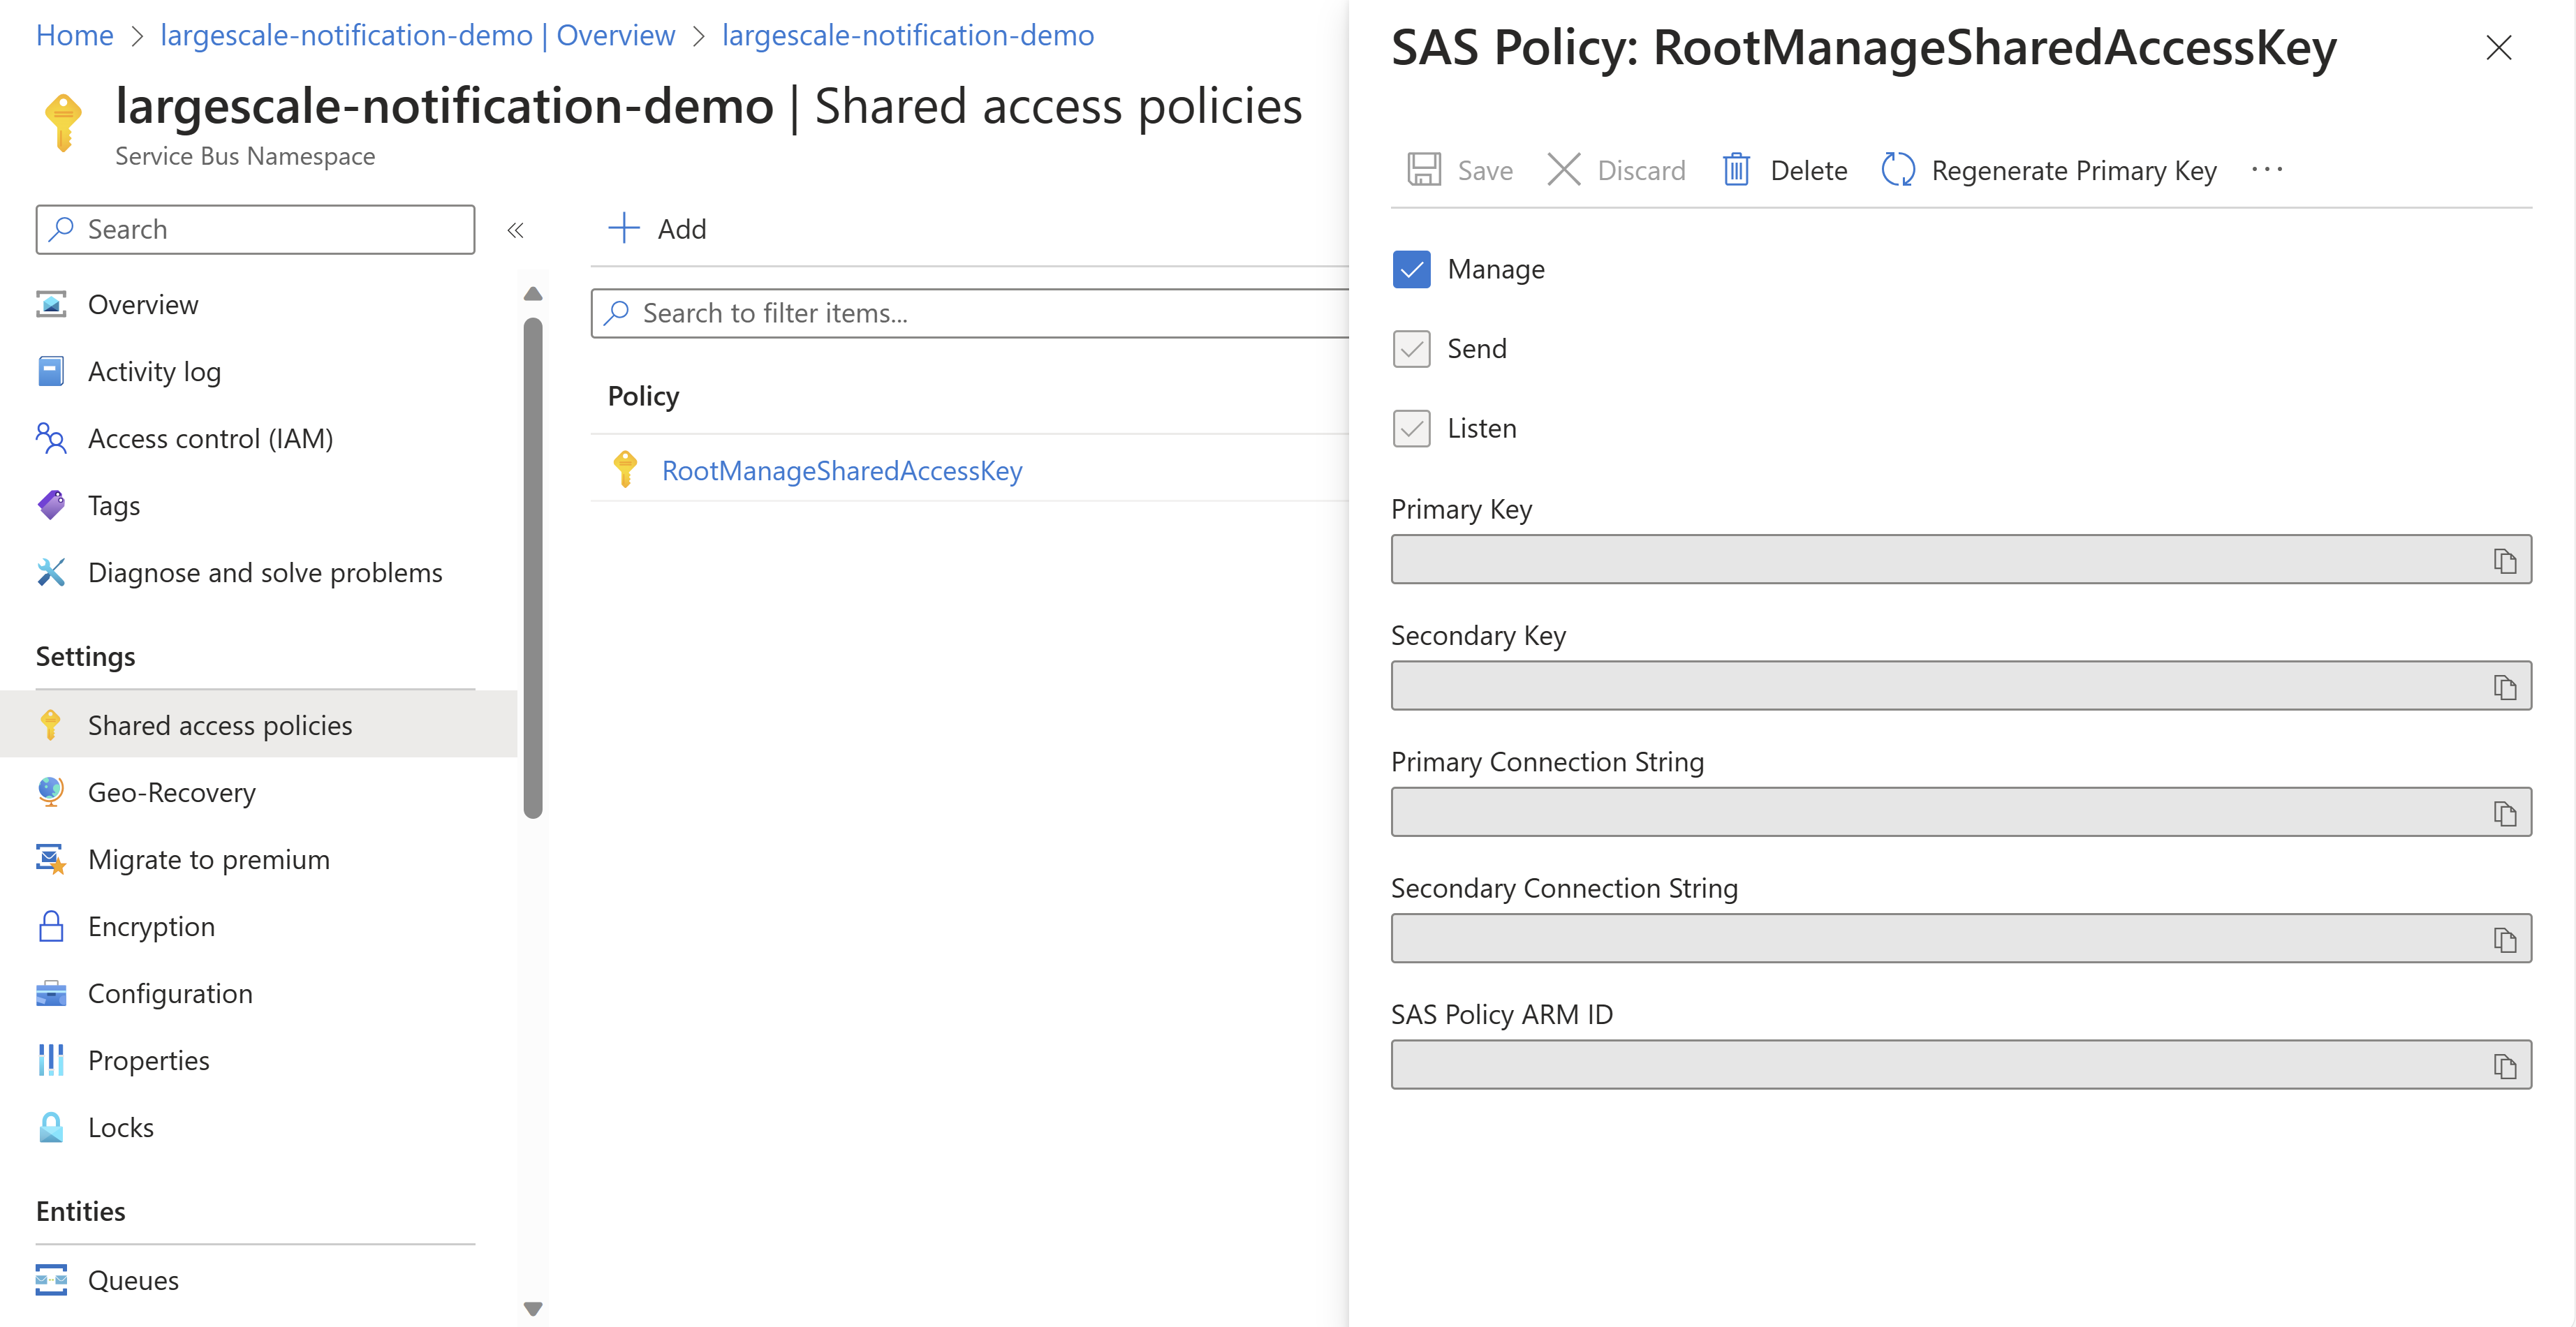 Home > largescale-notification-demo | Overview > largescale-notification-demo
largescale-notification-demo | Shared access policies
Service Bus Namespace
Search
«
Overview
Activity log
Access control (IAM)
Tags
Diagnose and solve problems
Settings
Shared access policies
Geo-Recovery
Migrate to premium
Encryption
Configuration
Properties
Locks
Entities
Queues
Add
Search to filter items...
Policy
RootManageSharedAccessKey
SAS Policy: RootManageSharedAccessKey
Save Discard Delete Regenerate Primary Key ...
Manage
Send
Listen
Primary Key
Secondary Key
Primary Connection String
Secondary Connection String
SAS Policy ARM ID